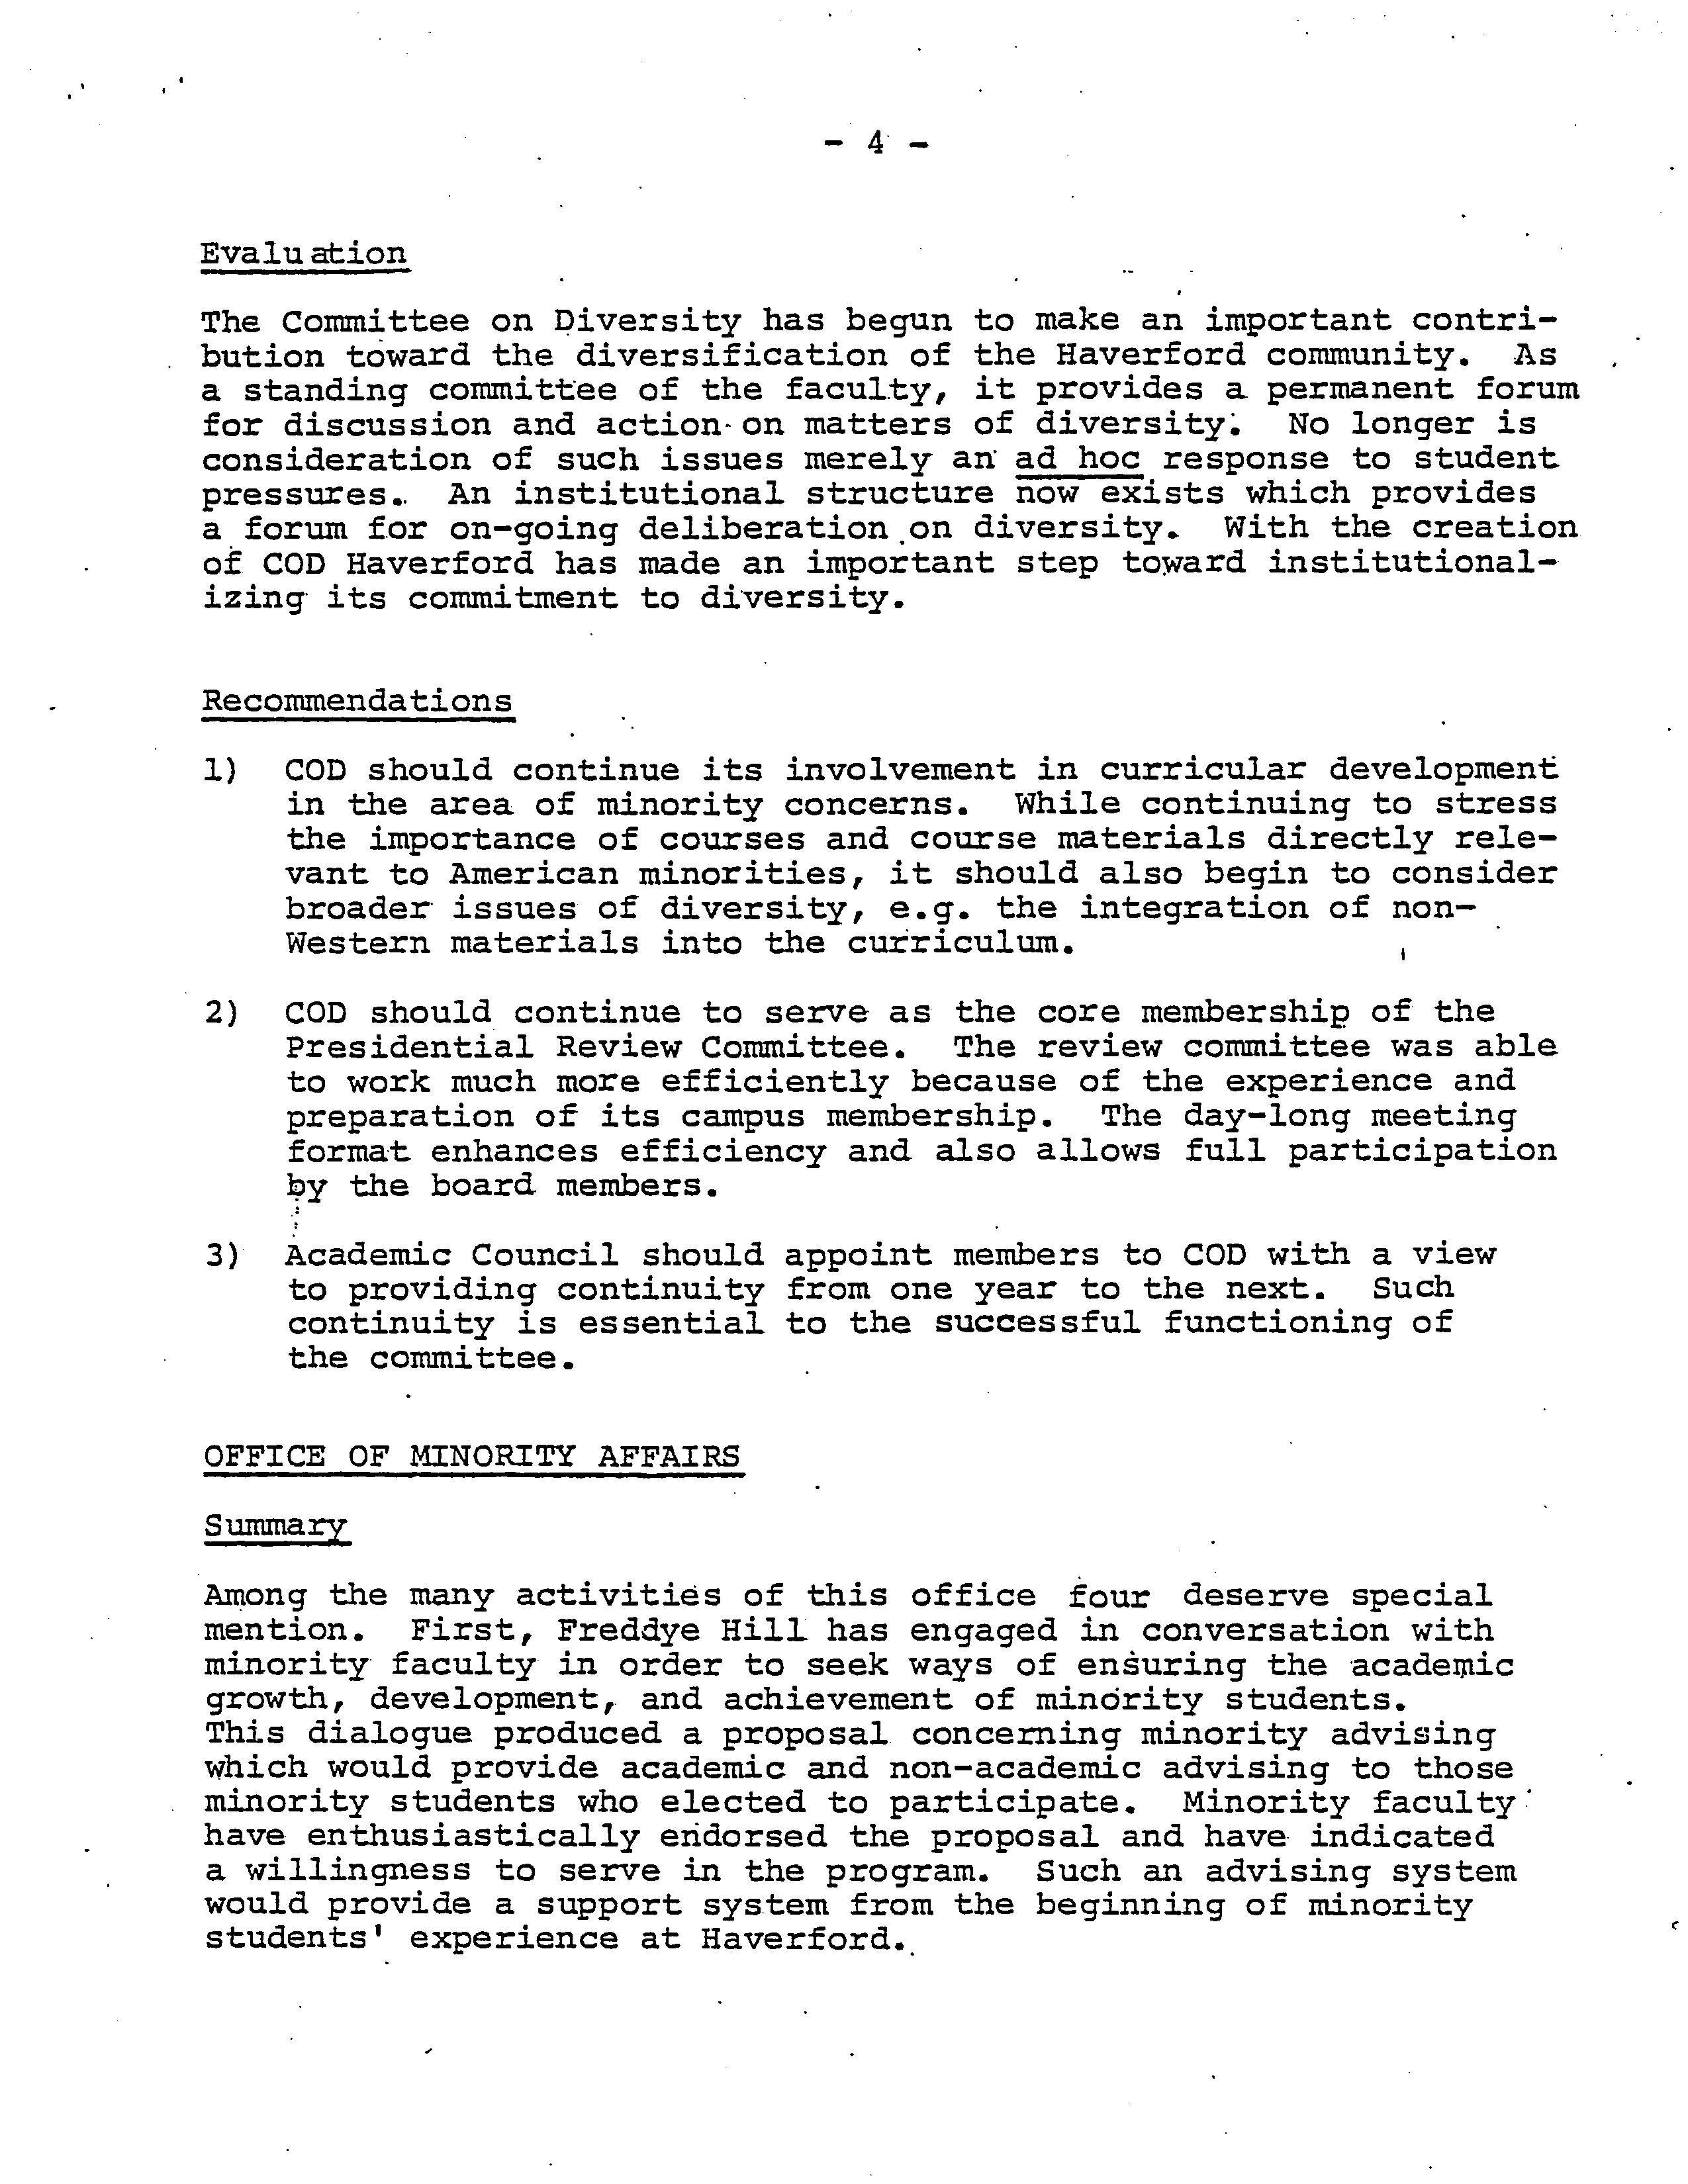 - 4 -
Evaluation
The Committee on Diversity has begun to make an important contri-
bution toward the diversification of the Haverford community. As
a standing committee of the faculty, it provides a permanent forum
for discussion and action on matters of diversity. No longer is
consideration of such issues merely an ad hoc response to student
pressures. An institutional structure now exists which provides
a forum for on-going deliberation on diversity. With the creation
of COD Haverford has made an important step toward institutional-
izing its commitment to diversity.
Recommendations
1) COD should continue its involvement in curricular development
in the area of minority concerns. While continuing to stress
the importance of courses and course materials directly rele-
vant to American minorities, it should also begin to consider
broader issues of diversity, e.g. the integration of non-
Western materials into the curriculum.
2) COD should continue to serve as the core membership of the
Presidential Review Committee. The review committee was able
to work much more efficiently because of the experience and
preparation of its campus membership. The day-long meeting
format enhances efficiency and also allows full participation
by the board members.
3) Academic Council should appoint members to COD with a view
to providing continuity from one year to the next. Such
continuity is essential to the successful functioning of
the committee.
OFFICE OF MINORITY AFFAIRS
Summary
Among the many activities of this office four deserve special
mention. First, Freddye Hill has engaged in conversation with
minority faculty in order to seek ways of ensuring the academic
growth, development, and achievement of minority students.
This dialogue produced a proposal concerning minority advising
which would provide academic and non-academic advising to those
minority students who elected to participate. Minority faculty
have enthusiastically endorsed the proposal and have indicated
a willingness to serve in the program. Such an advising system
would provide a support system from the beginning of minority
students' experience at Haverford.